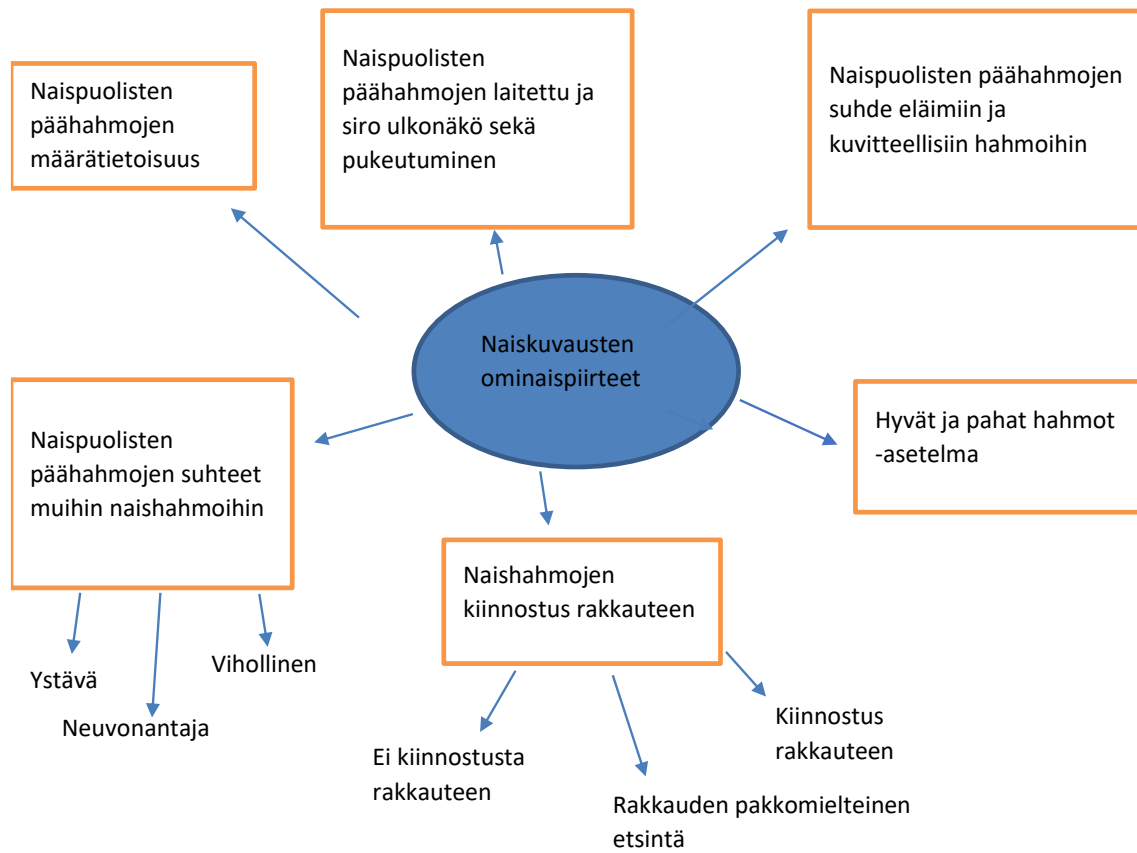 Naispuolisten
päähahmojen
määrätietoisuus
Naispuolisten
päähahmojen laitettu ja
siro ulkonäkö sekä
pukeutuminen
Naispuolisten päähahmojen
suhde eläimiin ja
kuvitteellisiin hahmoihin
Naiskuvausten
ominaispiirteet
Naispuolisten
päähahmojen suhteet
muihin naishahmoihin
Hyvät ja pahat hahmot
-asetelma
Naishahmojen
kiinnostus rakkauteen
Ystävä
Neuvonantaja
Vihollinen
Ei kiinnostusta
rakkauteen
Rakkauden pakkomielteinen
etsintä
Kiinnostus
rakkauteen